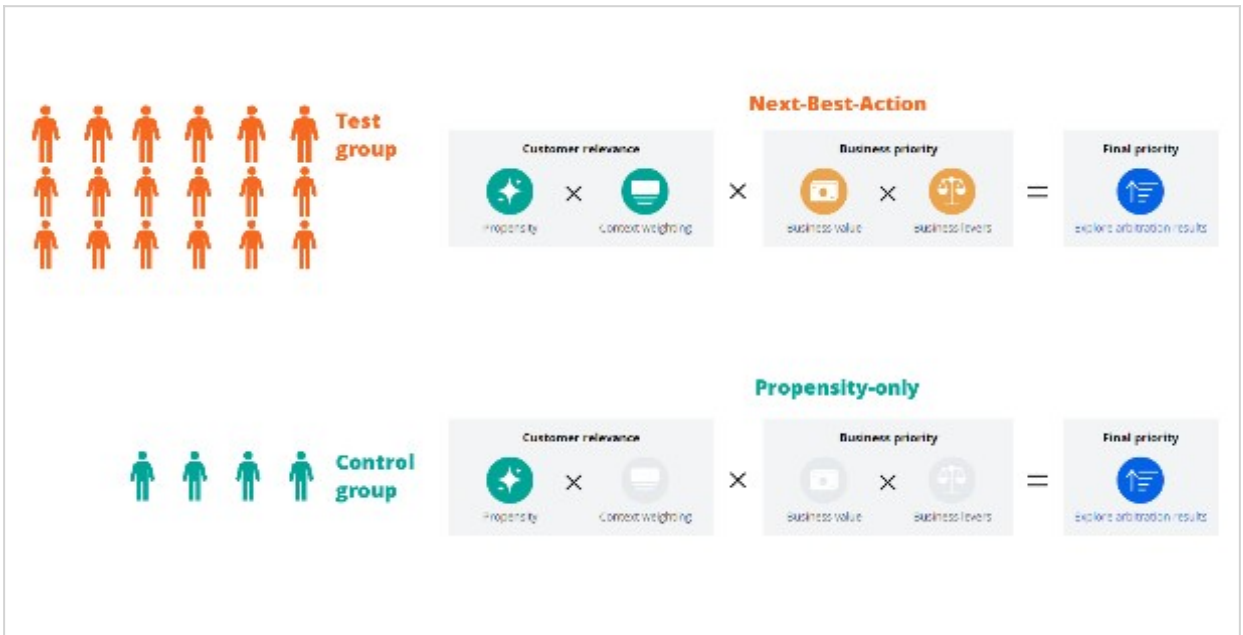 Next-Best-Action
Test
group
Customer relevance
Business priority
Final priority
×
×
×
=
Propensity
Context weighting
Business value
Business levers
Explore arbitration results
Propensity-only
Control
group
Customer relevance
Business priority
Final priority
×
×
×
=
Propensity
Context weighting
Business value
Business levers
Explore arbitration results